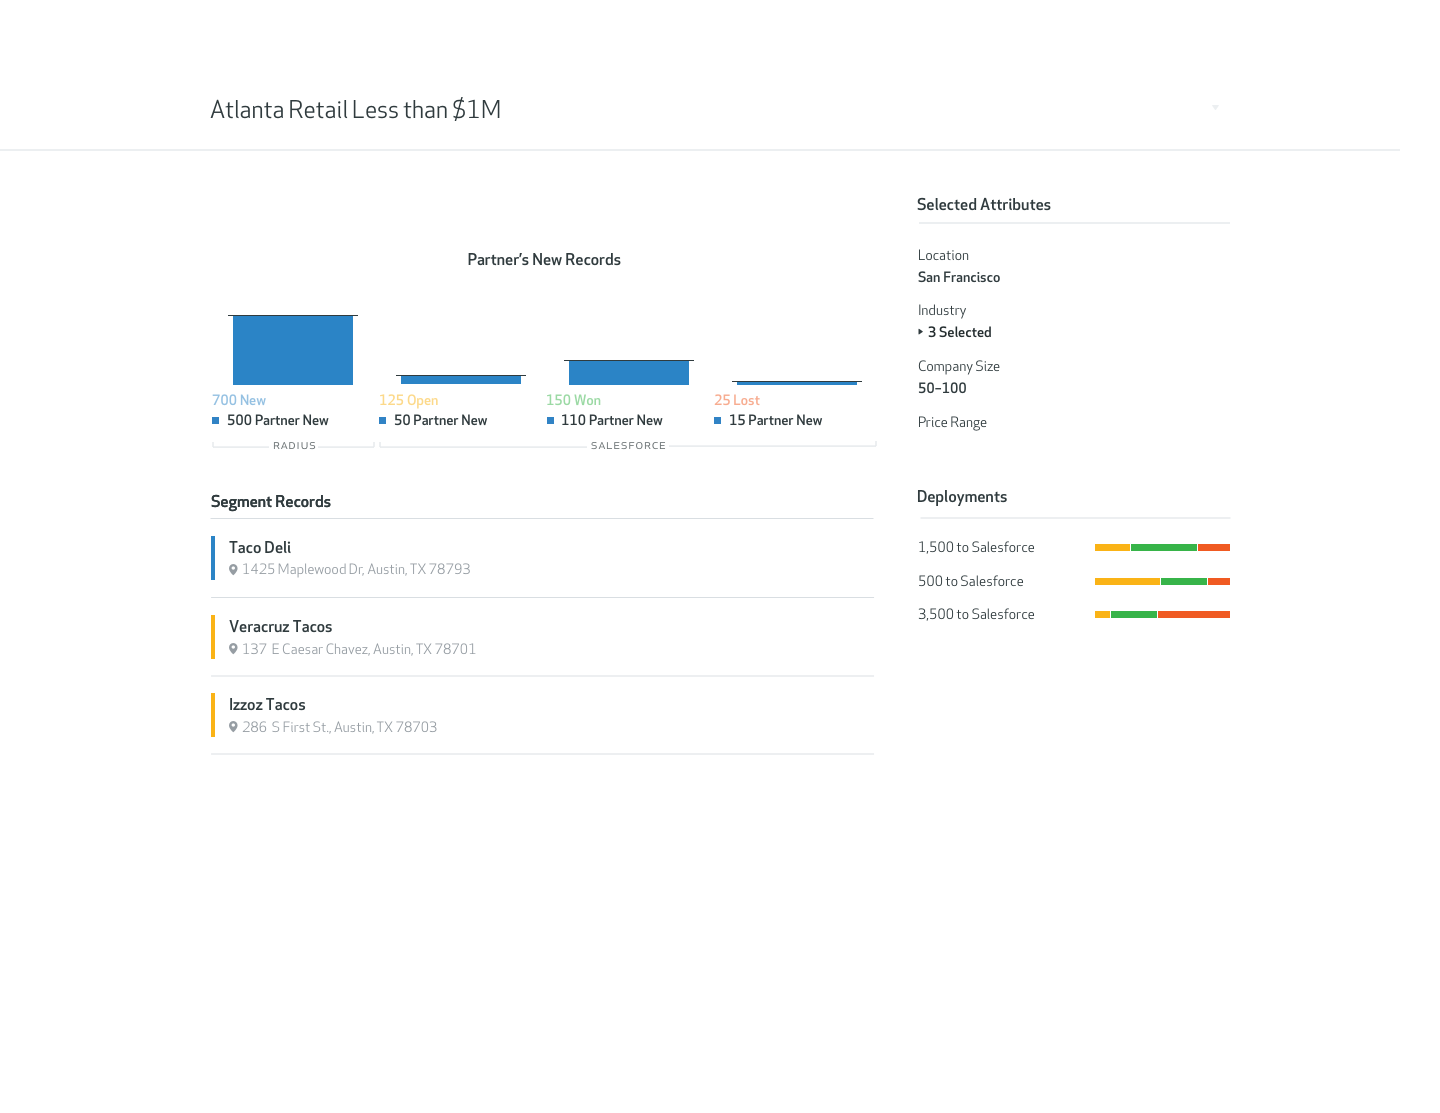 Atlanta Retail Less than $1M
Partner's New Records
700 New
500 Partner New
125 Open
50 Partner New
150 Won
110 Partner New
25 Lost
15 Partner New
RADIUS
SALESFORCE
Segment Records
Taco Deli
1425 Maplewood Dr, Austin, TX 78793
Veracruz Tacos
137 E Caesar Chavez, Austin, TX 78701
Izzoz Tacos
286 S First St., Austin, TX 78703
Selected Attributes
Location
San Francisco
Industry
3 Selected
Company Size
50–100
Price Range
Deployments
1,500 to Salesforce
500 to Salesforce
3,500 to Salesforce